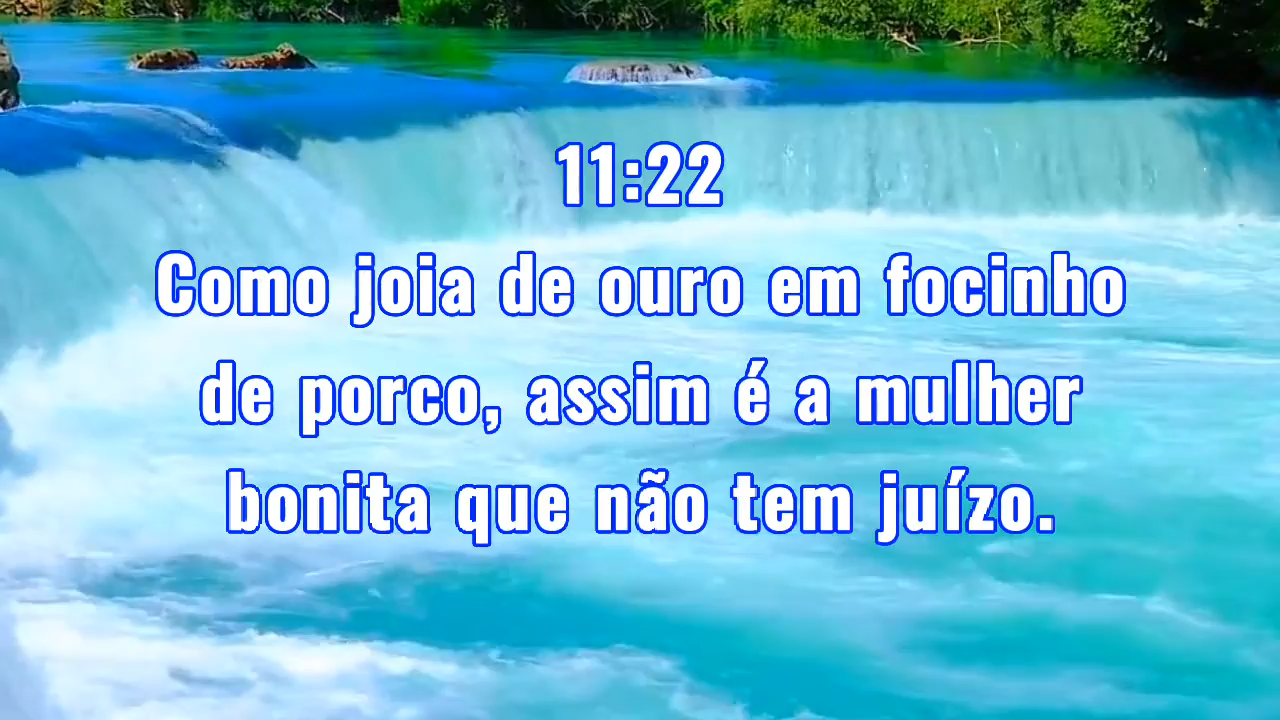 11:22
Como joia de ouro em focinho
de porco, assim é a mulher
bonita que não tem juízo.